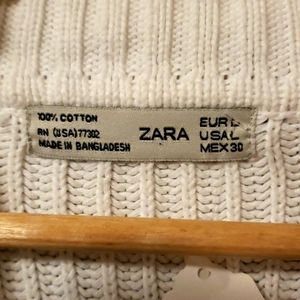 100% COTTON
RN (USA)77302
MADE IN BANGLADESH
ZARA
EUR L
USA L
MEX 30